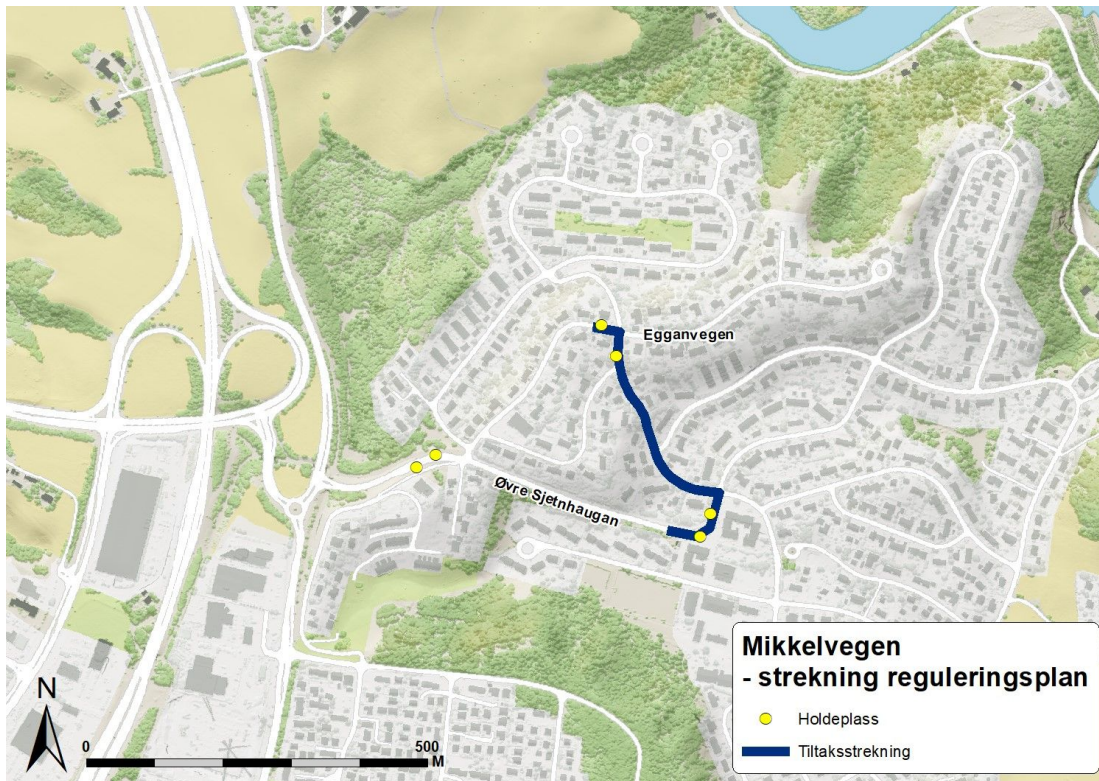 Egganvegen
Øvre Sjetnhaugan
Mikkelvegen
- strekning reguleringsplan
Holdeplass
Tiltaksstrekning
N
0
500
M